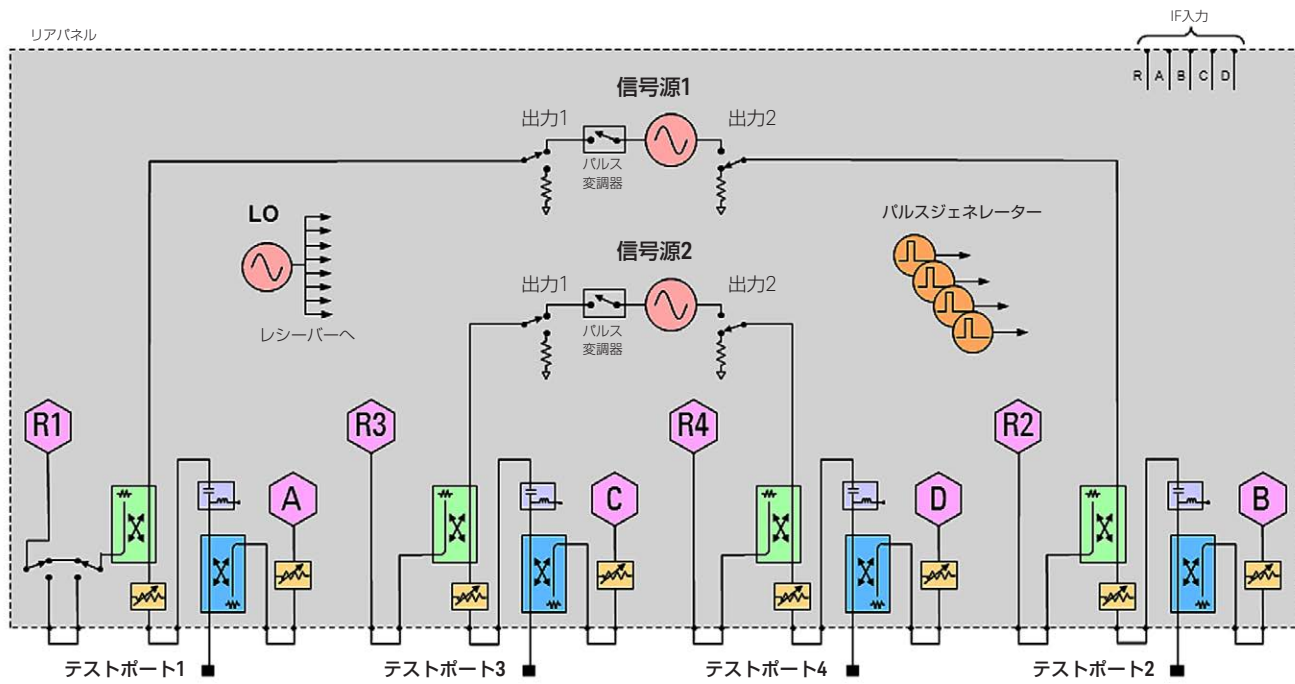 IF入力
リアパネル
R A B C D
信号源1
出力1
出力2
パルス
変調器
LO
パルスジェネレーター
信号源2
出力1
出力2
パルス
変調器
レシーバーへ
R1
R3
R4
R2
A
C
D
B
テストポート1
テストポート3
テストポート4
テストポート2